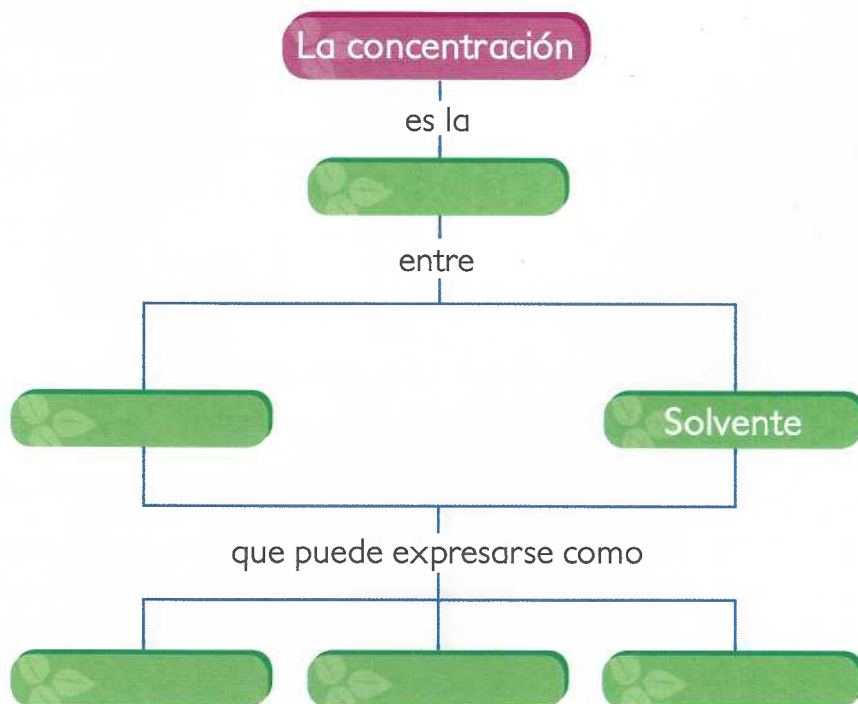 La concentración
es la
entre
Solvente
que puede expresarse como